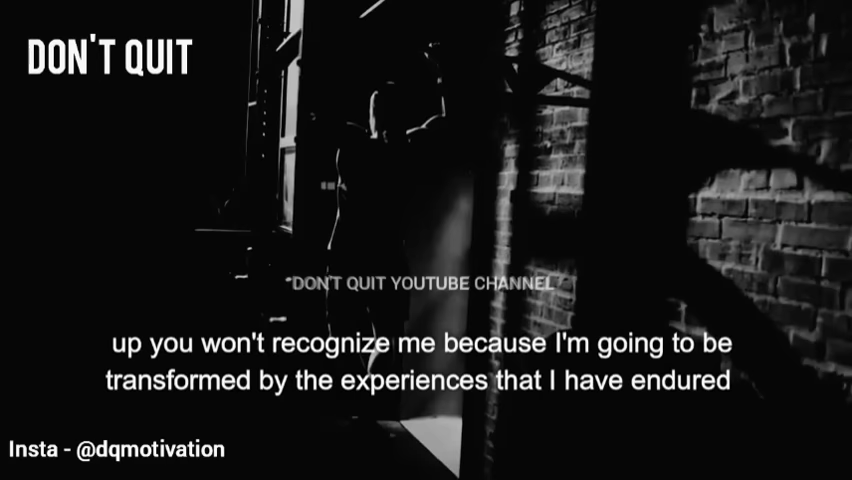 DON'T QUIT
"DON'T QUIT YOUTUBE CHANNEL"
up you won't recognize me because I'm going to be
transformed by the experiences that I have endured
Insta - @dqmotivation